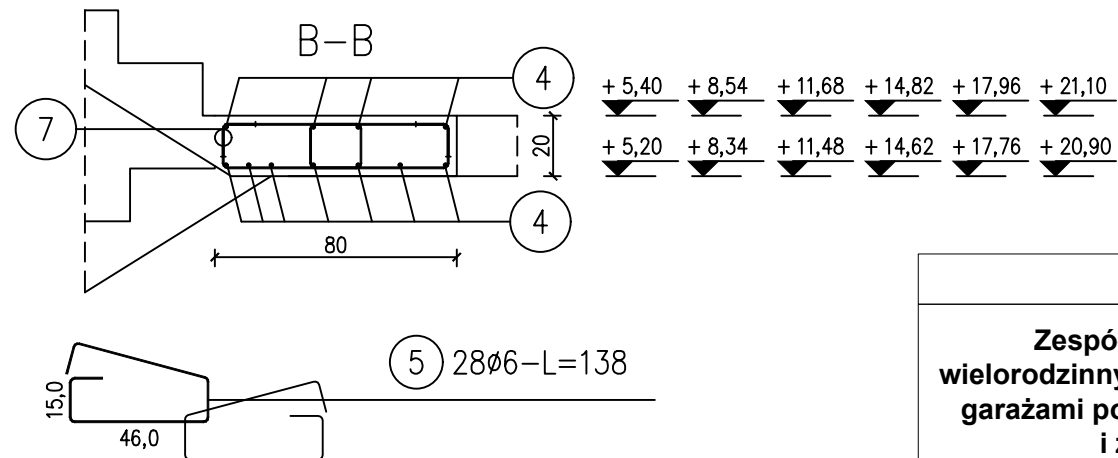 B-B
4
7
4
80
20
+ 5,40 + 8,54 + 11,68 + 14,82 + 17,96 + 21,10
+ 5,20 + 8,34 + 11,48 + 14,62 + 17,76 + 20,90
5 28ø6-L=138
15,0
46,0
Zespó
wielorodzinny
garażami po
i z